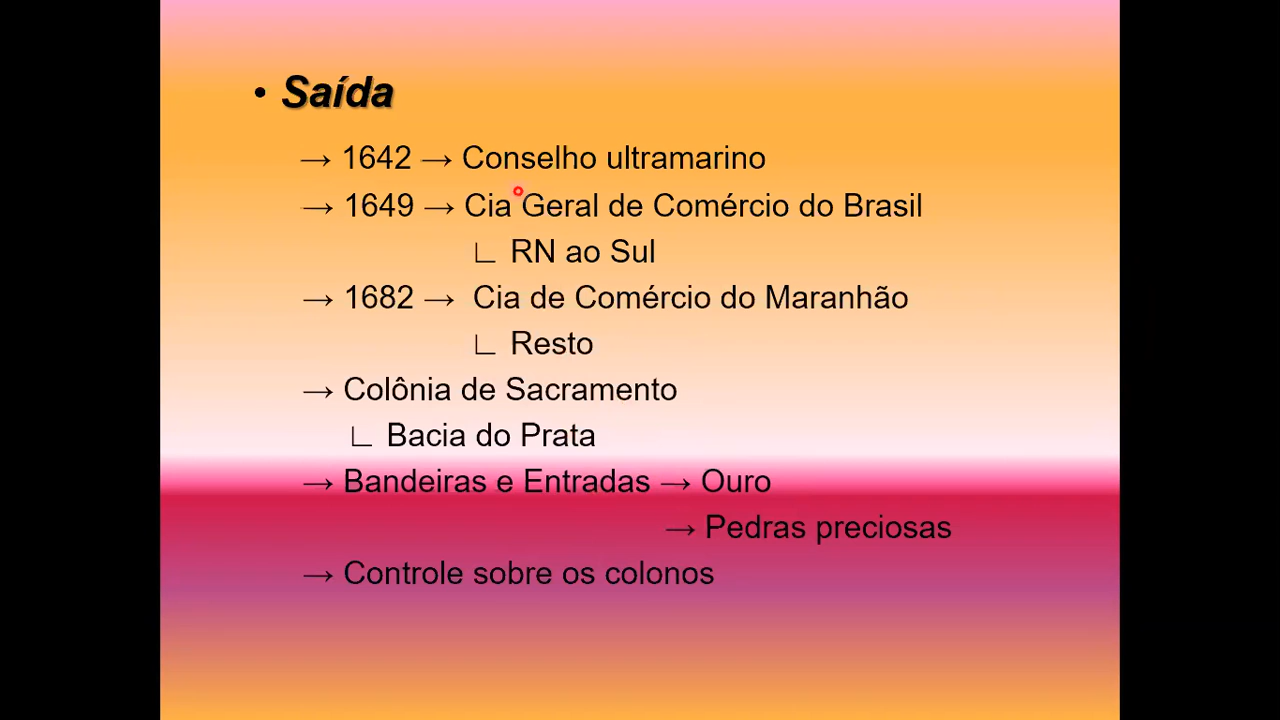 • Saída
→ 1642 → Conselho ultramarino
→ 1649 → Cia Geral de Comércio do Brasil
∟ RN ao Sul
→ 1682 → Cia de Comércio do Maranhão
∟ Resto
→ Colônia de Sacramento
∟ Bacia do Prata
→ Bandeiras e Entradas → Ouro
→ Pedras preciosas
→ Controle sobre os colonos